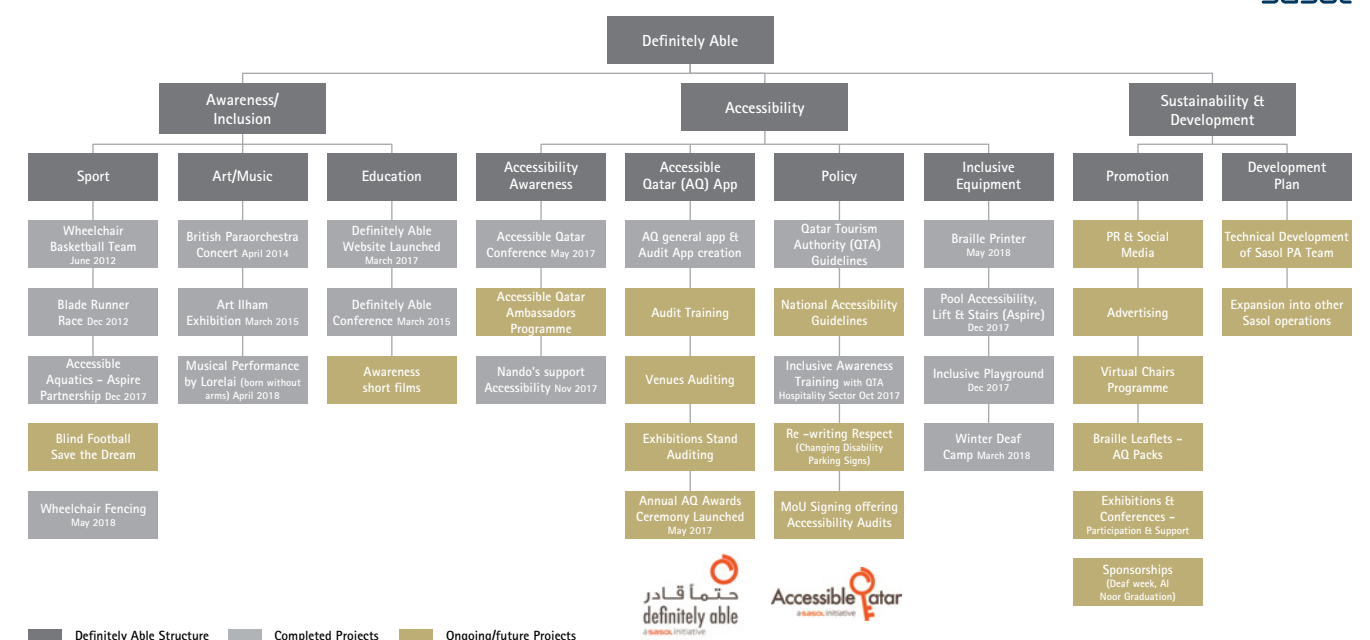 Definitely Able
Awareness/
Inclusion
Accessibility
Sustainability &
Development
Sport
Art/Music
Education
Accessibility
Awareness
Accessible
Qatar (AQ) App
Policy
Inclusive
Equipment
Promotion
Development
Plan
Wheelchair
Basketball Team
June 2012
British Paraorchestra
Concert April 2014
Definitely Able
Website Launched
March 2017
Accessible Qatar
Conference May 2017
AQ general app &
Audit App creation
Qatar Tourism
Authority (QTA)
Guidelines
Braille Printer
May 2018
PR & Social
Media
Technical Development
of Sasol PA Team
Blade Runner
Race Dec 2012
Art Ilham
Exhibition March 2015
Definitely Able
Conference March 2015
Accessible Qatar
Ambassadors
Programme
Audit Training
National Accessibility
Guidelines
Pool Accessibility,
Lift & Stairs (Aspire)
Dec 2017
Advertising
Expansion into other
Sasol operations
Accessible
Aquatics – Aspire
Partnership Dec 2017
Musical Performance
by Lorelai (born without
arms) April 2018
Awareness
short films
Nando's support
Accessibility Nov 2017
Venues Auditing
Inclusive Awareness
Training with QTA
Hospitality Sector Oct 2017
Inclusive Playground
Dec 2017
Virtual Chairs
Programme
Blind Football
Save the Dream
Exhibitions Stand
Auditing
Re -writing Respect
(Changing Disability
Parking Signs)
Winter Deaf
Camp March 2018
Braille Leaflets –
AQ Packs
Wheelchair Fencing
May 2018
Annual AQ Awards
Ceremony Launched
May 2017
MoU Signing offering
Accessibility Audits
Exhibitions &
Conferences –
Participation & Support
Sponsorships
(Deaf week, Al
Noor Graduation)
حتماً قادر
definitely able
a sasol initiative
Accessible Qatar
a sasol initiative
Definitely Able Structure
Completed Projects
Ongoing/future Projects